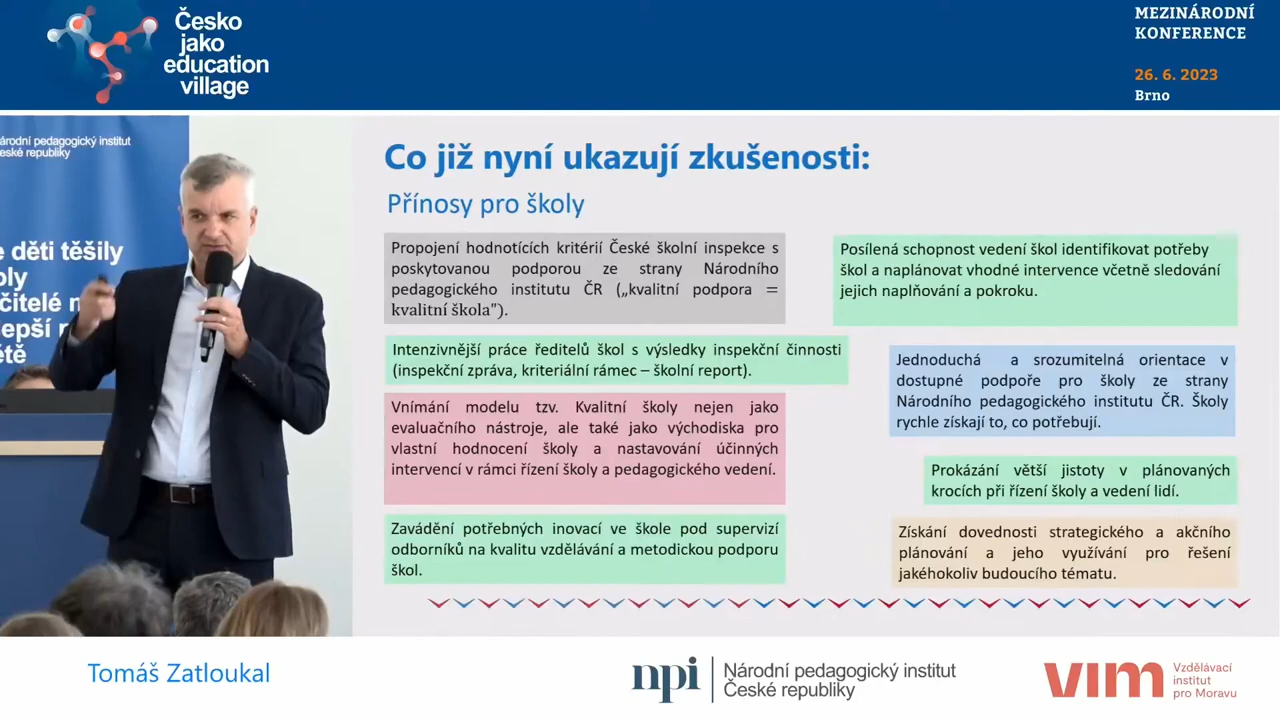 Česko
jako
education
village
MEZINÁRODNÍ
KONFERENCE
26. 6. 2023
Brno
árodní pedagogický institut
eské republiky
e děti těšily
oly
čitelé
lepší
ětě
Co již nyní ukazují zkušenosti:
Přínosy pro školy
Propojení hodnotících kritérií České školní inspekce s
poskytovanou podporou ze strany Národního
pedagogického institutu ČR („kvalitní podpora =
kvalitní škola").
Intenzivnější práce ředitelů škol s výsledky inspekční činnosti
(inspekční zpráva, kriteriální rámec – školní report).
Vnímání modelu tzv. Kvalitní školy nejen jako
evaluačního nástroje, ale také jako východiska pro
vlastní hodnocení školy a nastavování účinných
intervencí v rámci řízení školy a pedagogického vedení.
Zavádění potřebných inovací ve škole pod supervizí
odborníků na kvalitu vzdělávání a metodickou podporu
škol.
Posílená schopnost vedení škol identifikovat potřeby
škol a naplánovat vhodné intervence včetně sledování
jejich naplňování a pokroku.
Jednoduchá a srozumitelná orientace v
dostupné podpoře pro školy ze strany
Národního pedagogického institutu ČR. Školy
rychle získají to, co potřebují.
Prokázání větší jistoty v plánovaných
krocích při řízení školy a vedení lidí.
Získání dovednosti strategického a akčního
plánování a jeho využívání pro řešení
jakéhokoliv budoucího tématu.
Tomáš Zatloukal
npi
Národní pedagogický institut
České republiky
vim
Vzdělávací
institut
pro Moravu